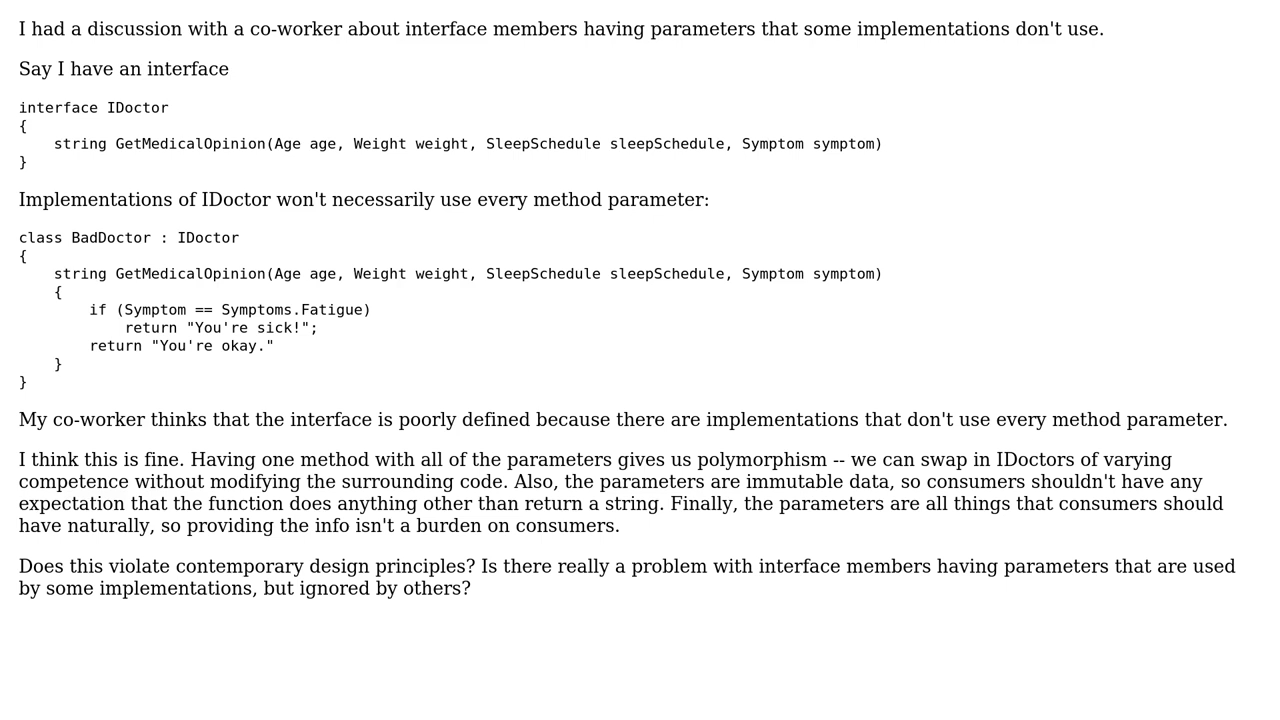 I had a discussion with a co-worker about interface members having parameters that some implementations don't use.
Say I have an interface
interface IDoctor
{
    string GetMedicalOpinion(Age age, Weight weight, SleepSchedule sleepSchedule, Symptom symptom)
}
Implementations of IDoctor won't necessarily use every method parameter:
class BadDoctor : IDoctor
{
    string GetMedicalOpinion(Age age, Weight weight, SleepSchedule sleepSchedule, Symptom symptom)
    {
        if (Symptom == Symptoms.Fatigue)
            return "You're sick!";
        return "You're okay."
    }
}
My co-worker thinks that the interface is poorly defined because there are implementations that don't use every method parameter.
I think this is fine. Having one method with all of the parameters gives us polymorphism -- we can swap in IDoctors of varying
competence without modifying the surrounding code. Also, the parameters are immutable data, so consumers shouldn't have any
expectation that the function does anything other than return a string. Finally, the parameters are all things that consumers should
have naturally, so providing the info isn't a burden on consumers.
Does this violate contemporary design principles? Is there really a problem with interface members having parameters that are used
by some implementations, but ignored by others?